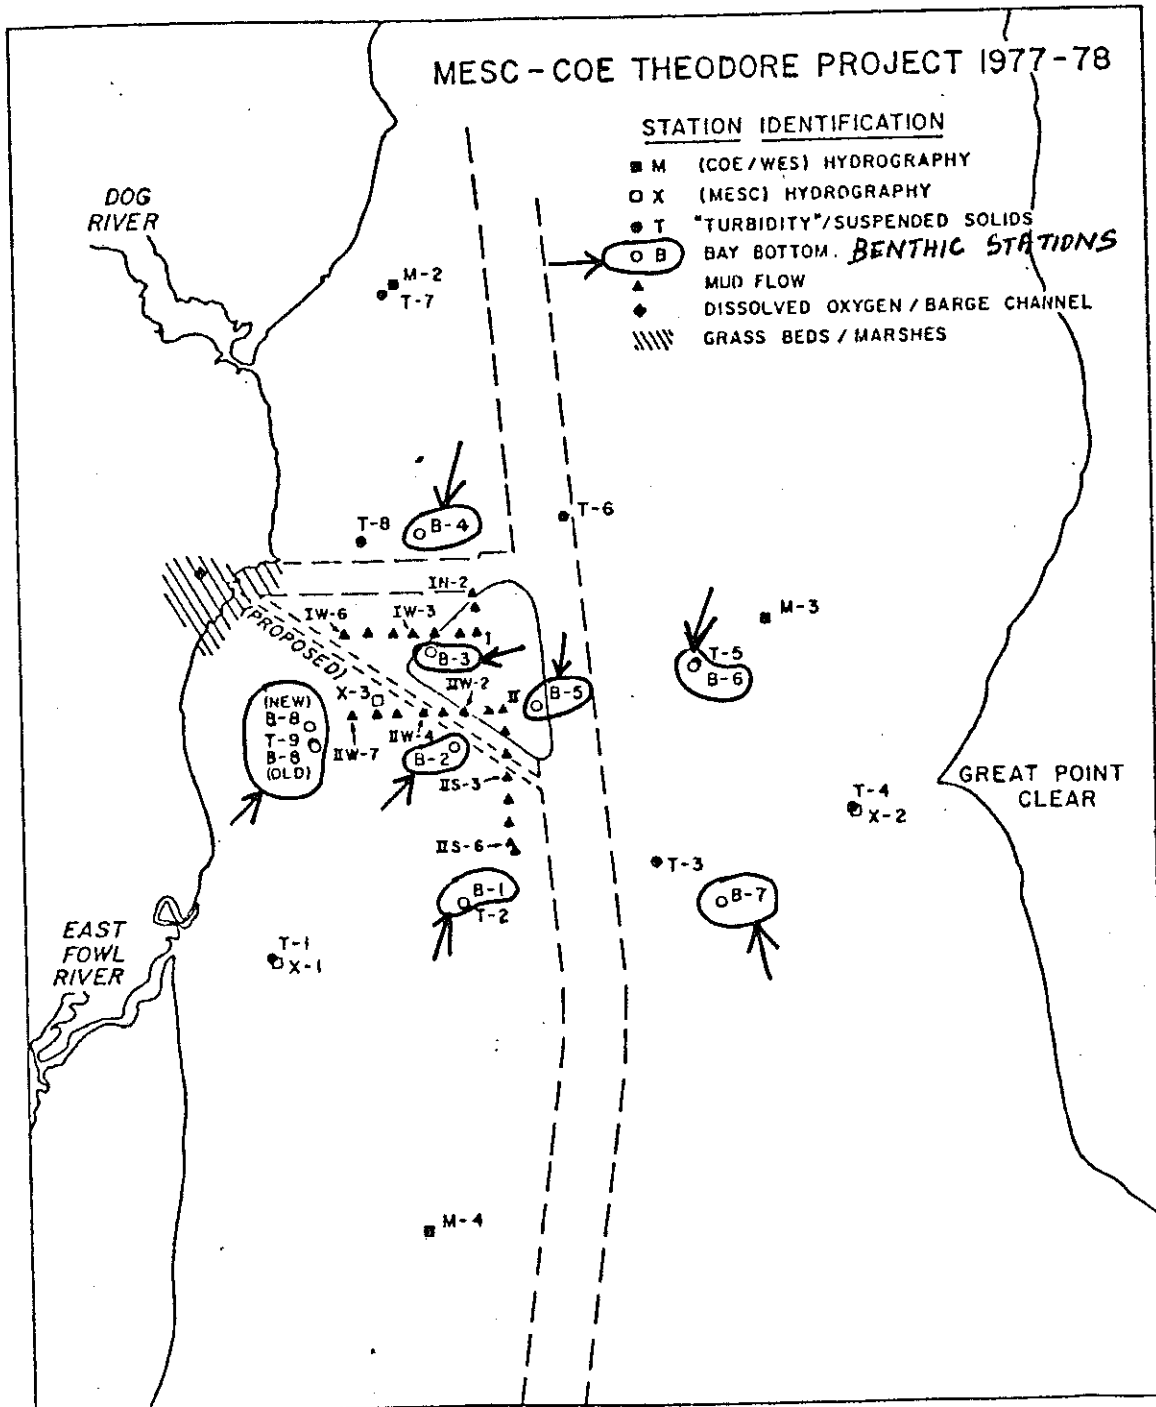 MESC-COE THEODORE PROJECT 1977-78
STATION IDENTIFICATION
M (COE/WES) HYDROGRAPHY
X (MESC) HYDROGRAPHY
T "TURBIDITY"/SUSPENDED SOLIDS
B BAY BOTTOM. BENTHIC STATIONS
MUD FLOW
DISSOLVED OXYGEN / BARGE CHANNEL
GRASS BEDS / MARSHES
DOG
RIVER
M-2
T-7
T-6
T-8
B-4
IN-2
IW-6
IW-3
I
M-3
(PROPOSED)
B-3
T-5
B-6
X-3
IIW-2
II
B-5
(NEW)
B-8
T-9
B-8
(OLD)
IIW-7
IIW-4
B-2
IIS-3
GREAT POINT
CLEAR
T-4
X-2
IIS-6
T-3
B-1
T-2
B-7
EAST
FOWL
RIVER
T-1
X-1
M-4